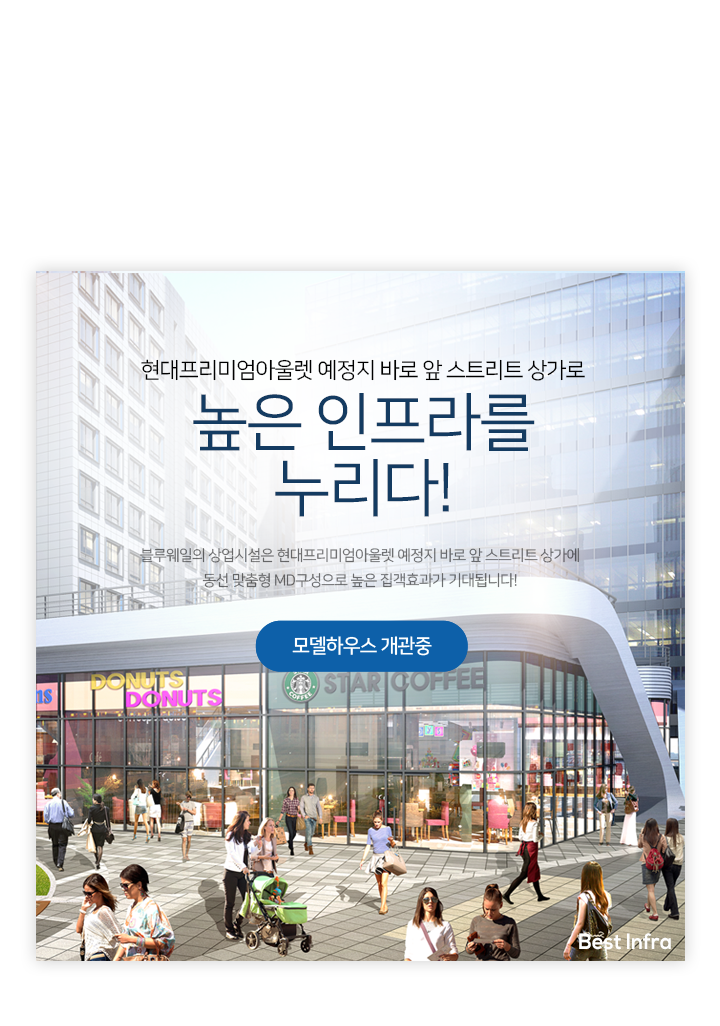 현대프리미엄아울렛 예정지 바로 앞 스트리트 상가로
높은 인프라를
누리다!
블루웨일의 상업시설은 현대프리미엄아울렛 예정지 바로 앞 스트리트 상가에
동선 맞춤형 MD구성으로 높은 집객효과가 기대됩니다!
모델하우스 개관중
DONUTS
DONUTS
COFFEE
STAR COFFEE
Best Infra